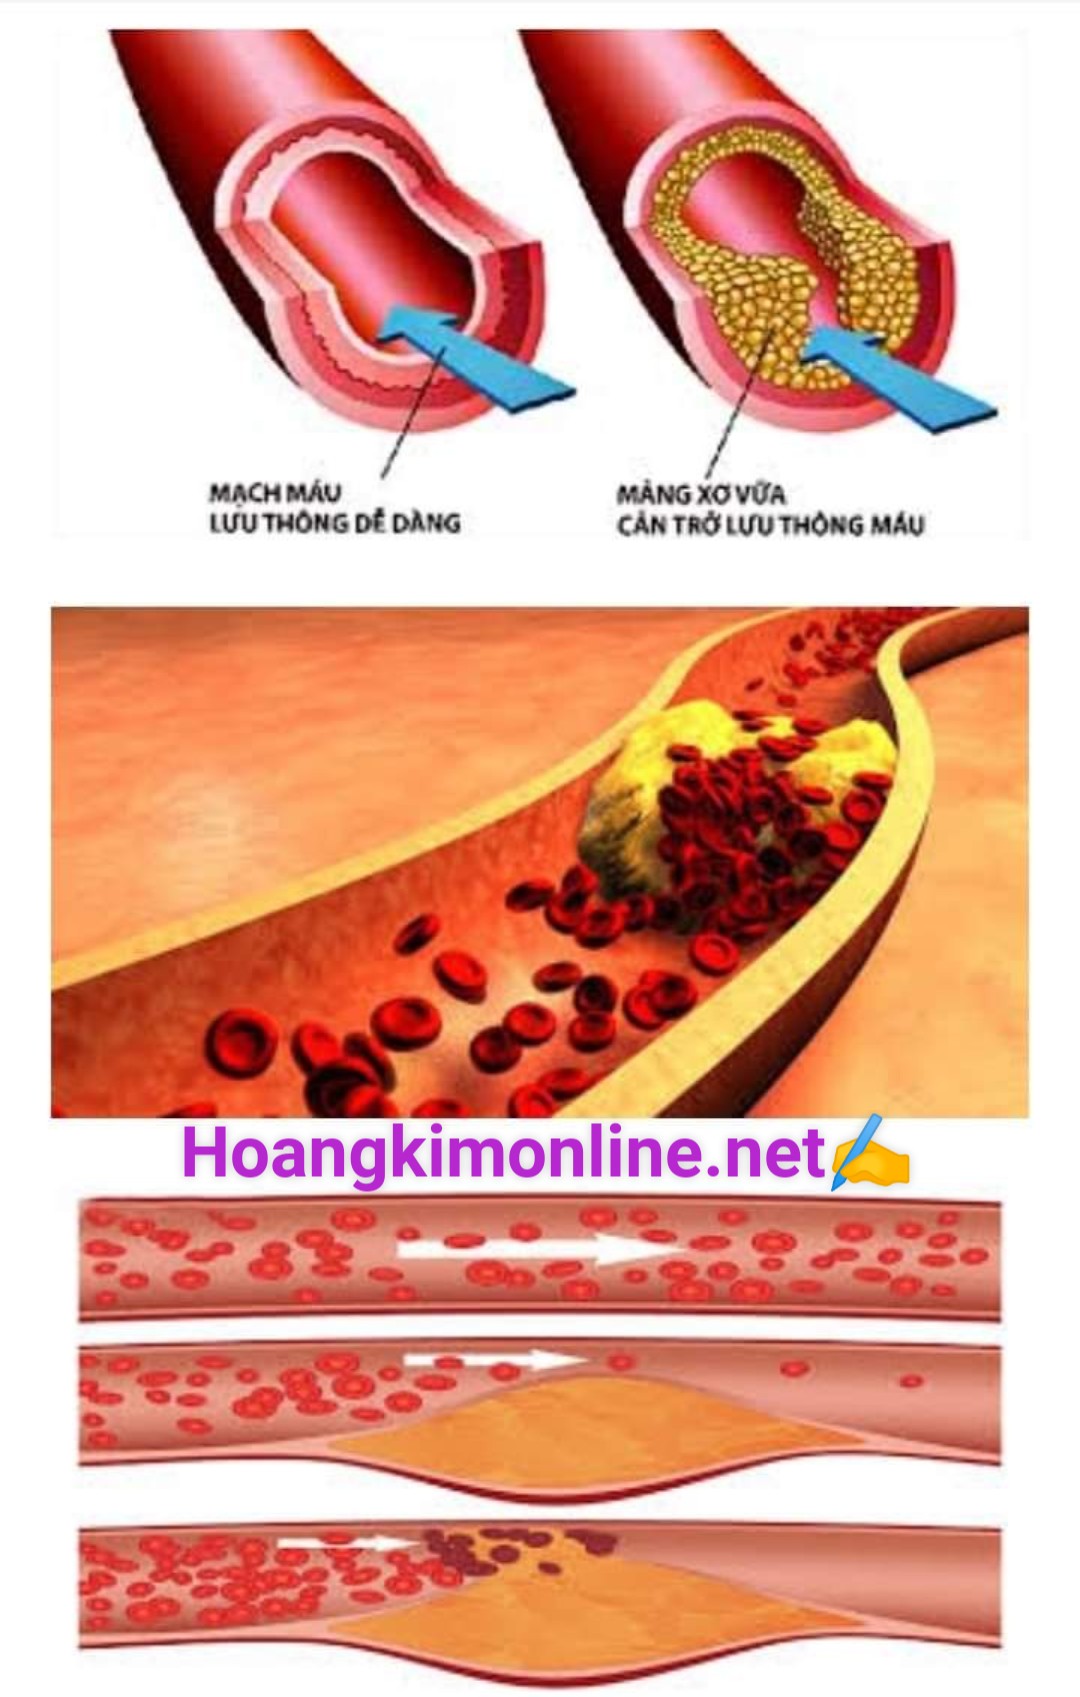 MẠCH MÁU
LƯU THÔNG DỄ DÀNG
MẢNG XƠ VỮA
CẢN TRỞ LƯU THÔNG MÁU
Hoangkimonline.net✍️